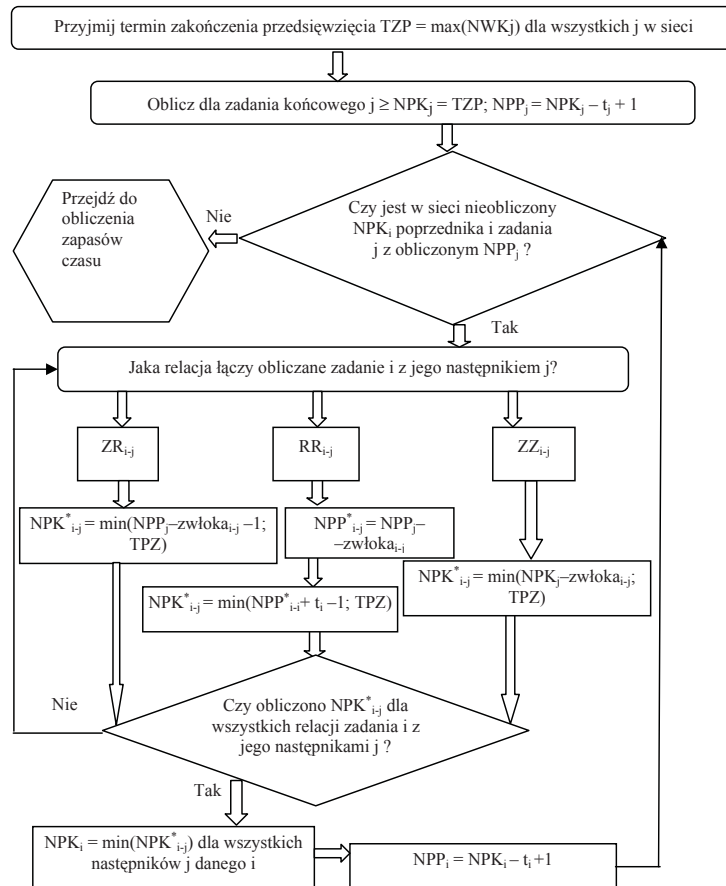 Przyjmij termin zakończenia przedsięwzięcia TZP = max(NWKj) dla wszystkich j w sieci
Oblicz dla zadania końcowego j ≥ NPKj = TZP; NPPj = NPKj – tj + 1
Przejdź do
obliczenia
zapasów
czasu
Nie
Czy jest w sieci nieobliczony
NPKi poprzednika i zadania
j z obliczonym NPPj ?
Tak
Jaka relacja łączy obliczane zadanie i z jego następnikiem j?
ZRi-j
RRi-j
ZZi-j
NPK*i-j = min(NPPj–zwłokai-j –1;
TPZ)
NPP*i-j = NPPj–
–zwłokai-j
NPK*i-j = min(NPP*i-i+ ti –1; TPZ)
NPK*i-j = min(NPKj–zwłokai-j;
TPZ)
Nie
Czy obliczono NPK*i-j dla
wszystkich relacji zadania i z
jego następnikami j ?
Tak
NPKi = min(NPK*i-j) dla wszystkich
następników j danego i
NPPi = NPKi – ti +1